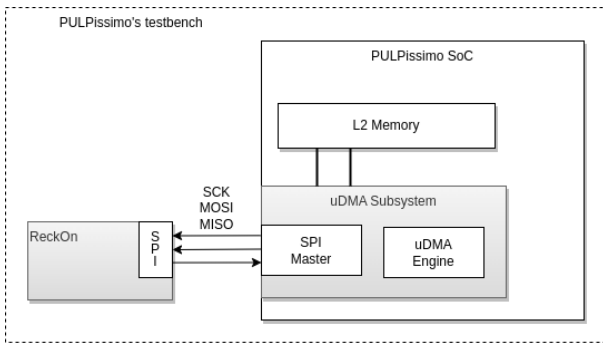 PULPissimo's testbench
PULPissimo SoC
L2 Memory
SCK
MOSI
MISO
uDMA Subsystem
ReckOn
S
P
I
SPI
Master
uDMA
Engine